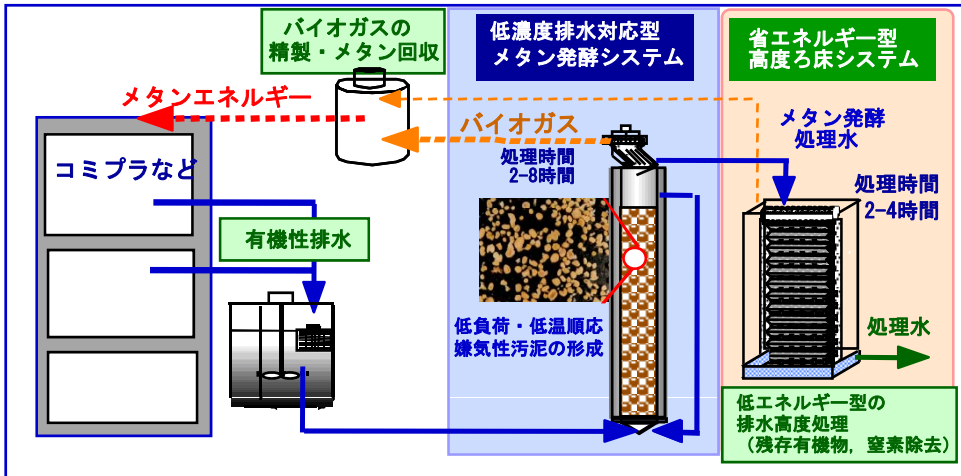 バイオガスの
精製・メタン回収
低濃度排水対応型
メタン発酵システム
省エネルギー型
高度ろ床システム
メタンエネルギー
バイオガス
メタン発酵
処理水
コミプラなど
処理時間
2-8時間
処理時間
2-4時間
有機性排水
低負荷・低温順応
嫌気性汚泥の形成
処理水
低エネルギー型の
排水高度処理
（残存有機物，窒素除去）